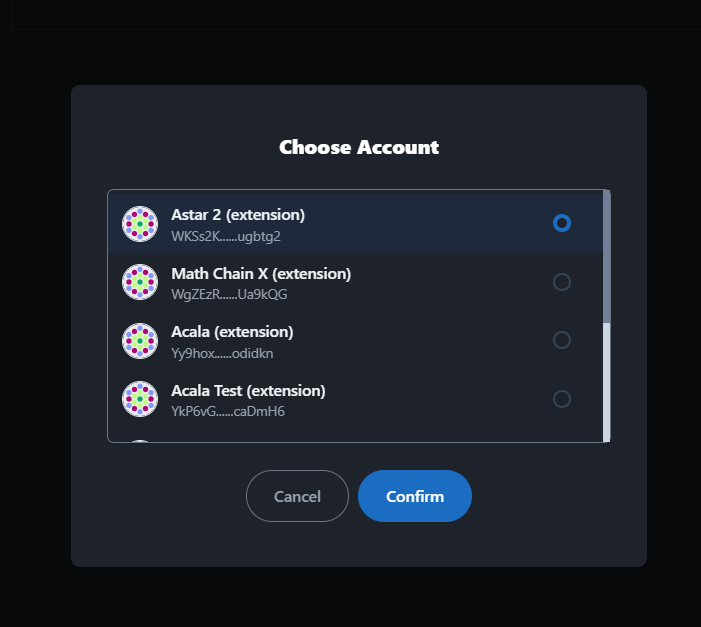 Choose Account
Astar 2 (extension)
WKSs2K......ugbtg2
Math Chain X (extension)
WgZEzR......Ua9kQG
Acala (extension)
Yy9hox......odidkn
Acala Test (extension)
YkP6vG......caDmH6
Cancel
Confirm